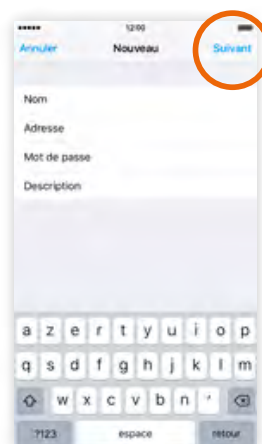 12:00
Annuler Nouveau Suivant
Nom
Adresse
Mot de passe
Description
a z e r t y u i o p
q s d f g h j k l m
w x c v b n '
?123 espace retour